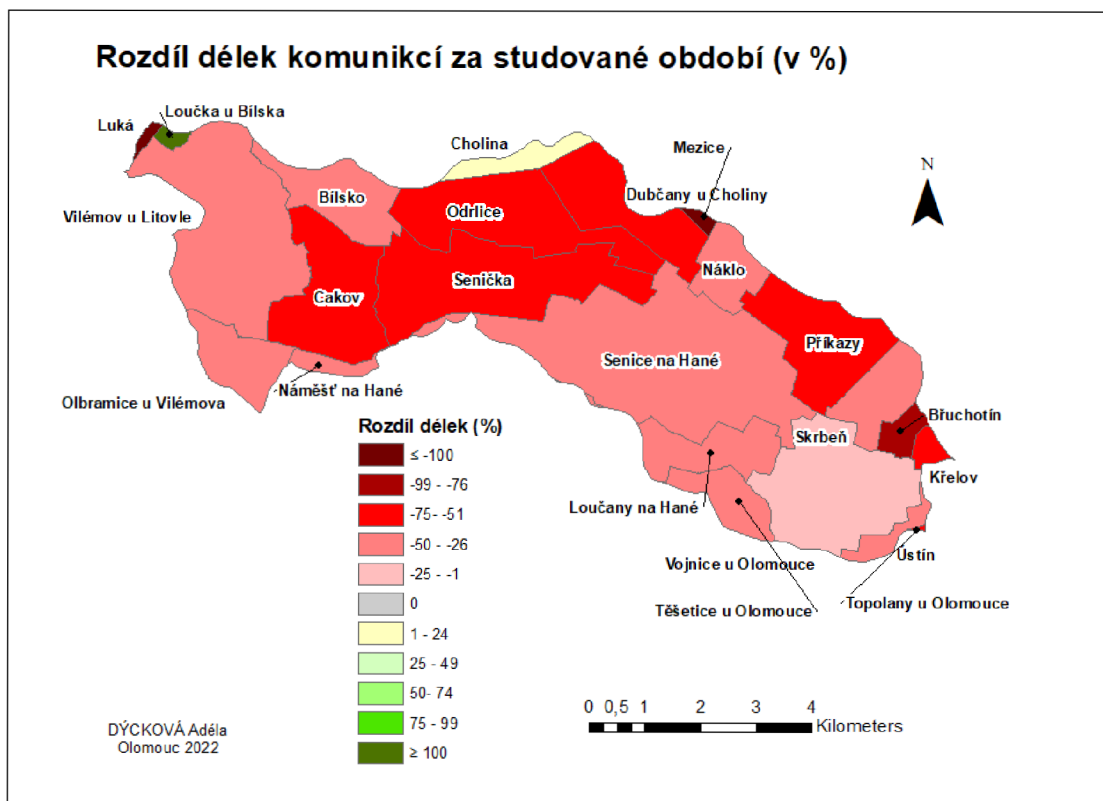 Rozdíl délek komunikcí za studované období (v %)
Loučka u Bílska
Luká
Cholina
Mezice
N
Bílsko
Dubčany u Choliny
Vilémov u Litovle
Odrlice
Náklo
Senička
Cakov
Příkazy
Senice na Hané
Náměšť na Hané
Olbramice u Vilémova
Břuchotín
Skrbeň
Křelov
Loučany na Hané
Ústín
Vojnice u Olomouce
Těšetice u Olomouce
Topolany u Olomouce
Rozdíl délek (%)
≤ -100
-99 - -76
-75- -51
-50 - -26
-25 - -1
0
1 - 24
25 - 49
50- 74
75 - 99
≥ 100
0 0,5 1 2 3 4
Kilometers
DÝCKOVÁ Adéla
Olomouc 2022